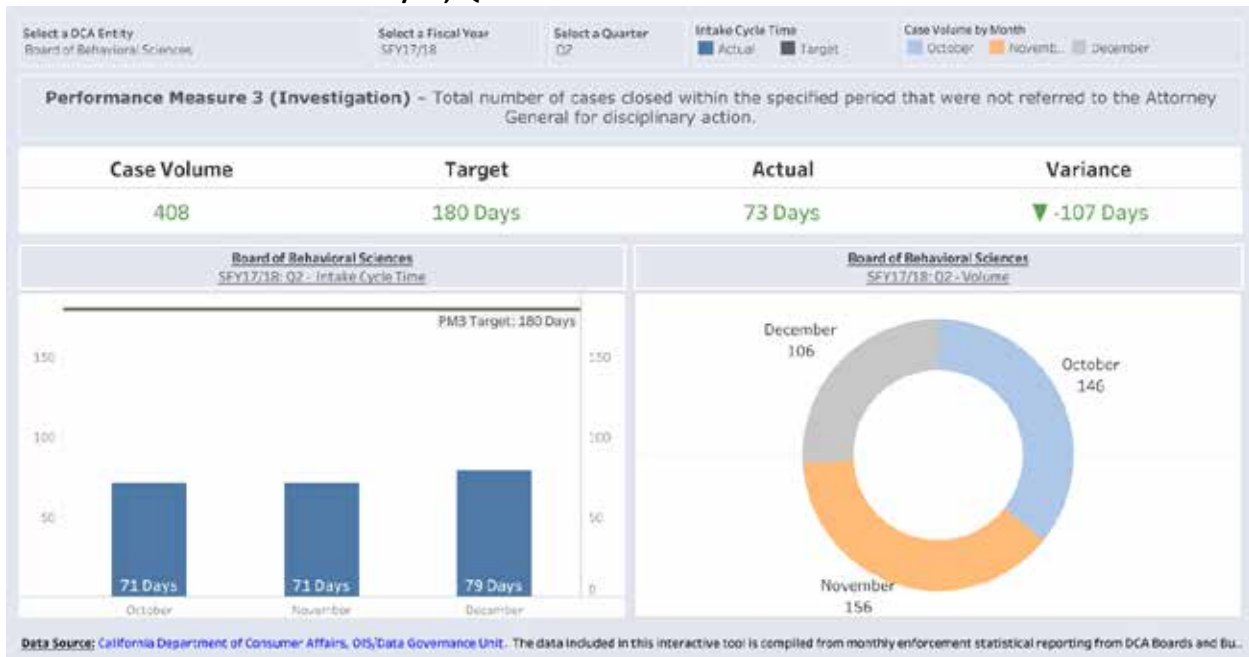 Select a DCA Entity
Board of Behavioral Sciences
Select a Fiscal Year
SFY17/18
Select a Quarter
Q2
Intake Cycle Time
Actual Target
Case Volume by Month
October Novemb.. December
Performance Measure 3 (Investigation) – Total number of cases closed within the specified period that were not referred to the Attorney
General for disciplinary action.
Case Volume Target Actual Variance
408 180 Days 73 Days ▼ -107 Days
Board of Behavioral Sciences
SFY17/18: Q2 - Intake Cycle Time
PM3 Target: 180 Days
150 150
100 100
50 50
0
71 Days 71 Days 79 Days
October November December
Board of Behavioral Sciences
SFY17/18: Q2 - Volume
December
106
October
146
November
156
Data Source: California Department of Consumer Affairs, OIS/Data Governance Unit. The data included in this interactive tool is compiled from monthly enforcement statistical reporting from DCA Boards and Bu..